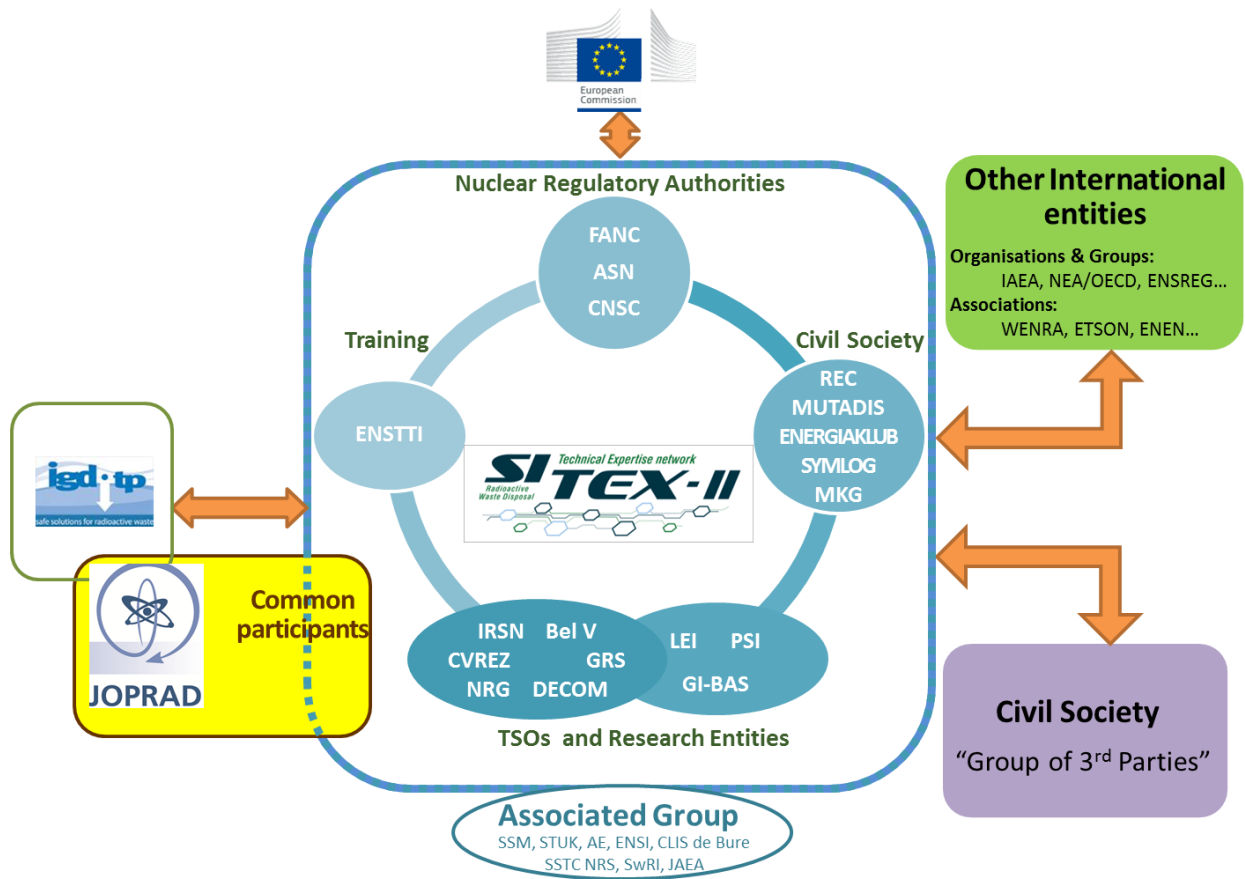 European
Commission
Nuclear Regulatory Authorities
FANC
ASN
CNSC
Training
ENSTTI
Civil Society
REC
MUTADIS
ENERGIAKLUB
SYMLOG
MKG
SITEX-II
Technical Expertise network
Radioactive
Waste Disposal
IRSN Bel V
CVREZ GRS
NRG DECOM
LEI PSI
GI-BAS
TSOs and Research Entities
Associated Group
SSM, STUK, AE, ENSI, CLIS de Bure
SSTC NRS, SwRI, JAEA
igd·tp
safe solutions for radioactive waste
JOPRAD
Common
participants
Other International
entities
Organisations & Groups:
IAEA, NEA/OECD, ENSREG...
Associations:
WENRA, ETSON, ENEN...
Civil Society
“Group of 3rd Parties”